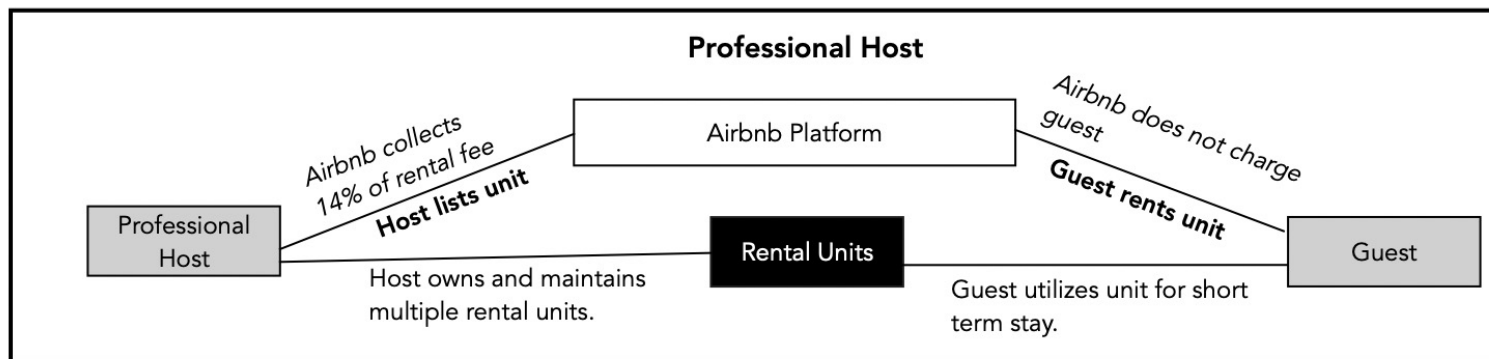 Professional Host
Airbnb collects
14% of rental fee
Host lists unit
Airbnb Platform
Airbnb does not charge
guest
Guest rents unit
Professional
Host
Rental Units
Guest
Host owns and maintains
multiple rental units.
Guest utilizes unit for short
term stay.